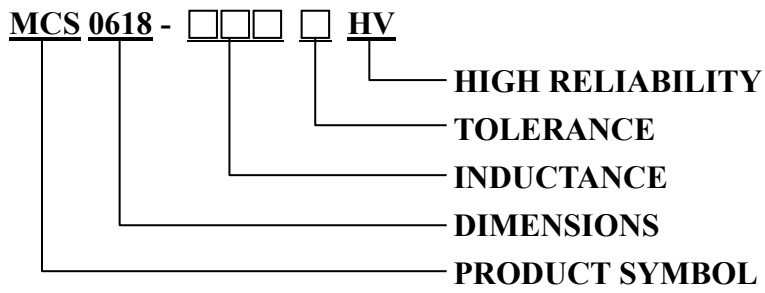 MCS 0618 - □□□ □ HV
HIGH RELIABILITY
TOLERANCE
INDUCTANCE
DIMENSIONS
PRODUCT SYMBOL